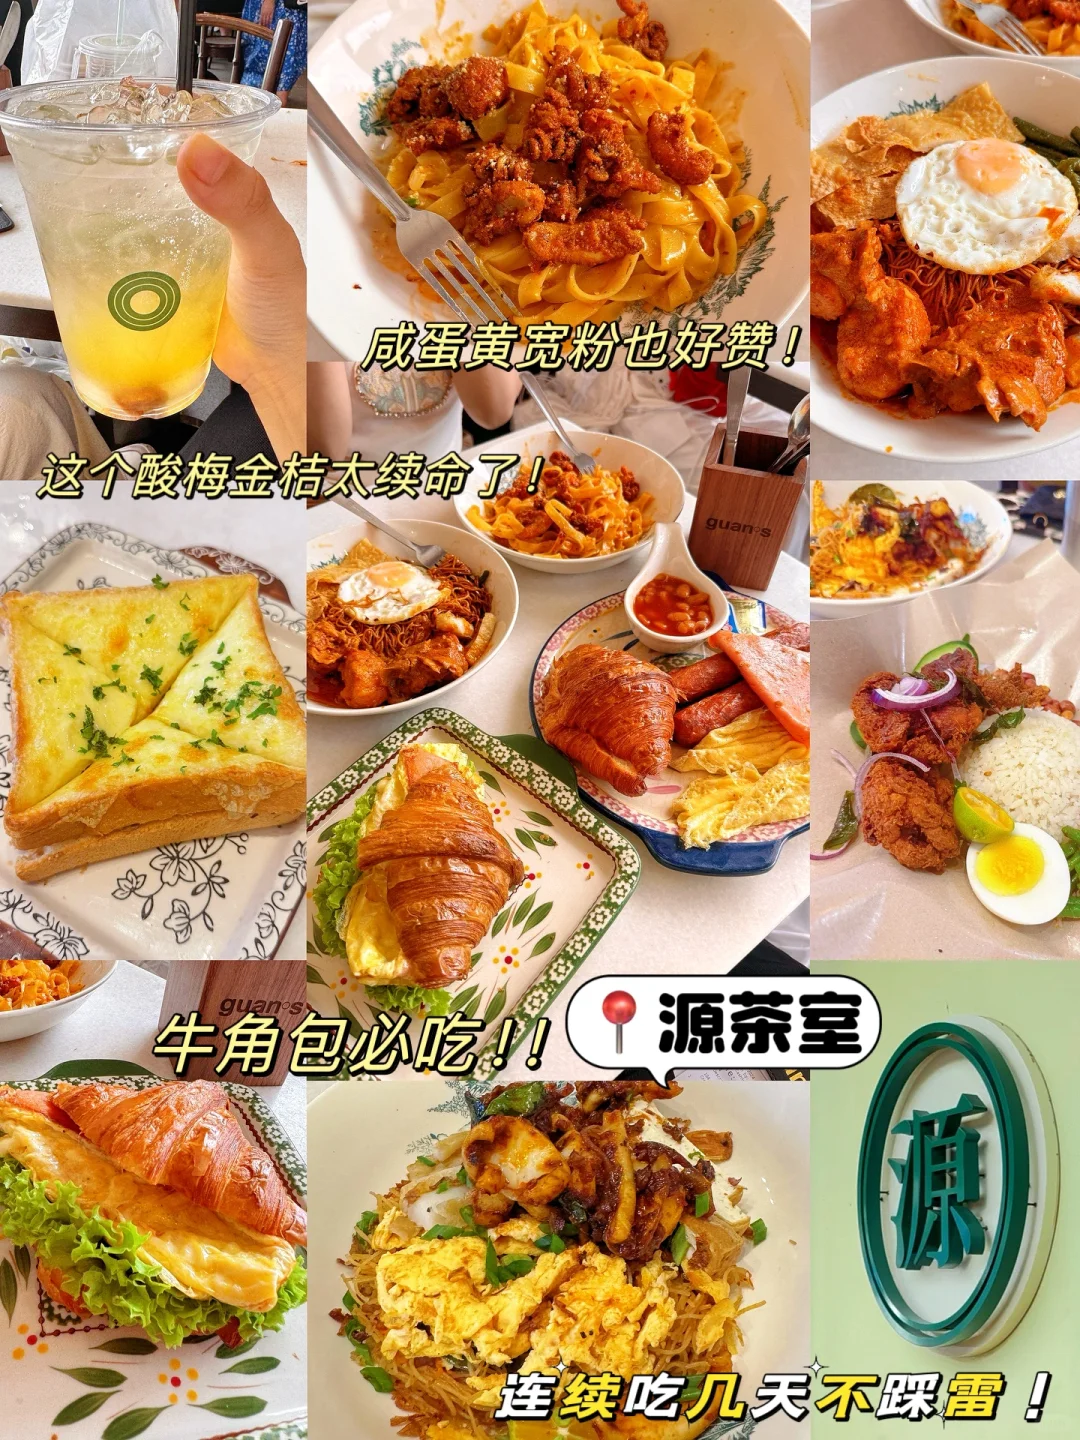 咸蛋黄宽粉也好赞！
这个酸梅金桔太续命了！
guan's
guan's
牛角包必吃!!
源茶室
源
连续吃几天不踩雷！